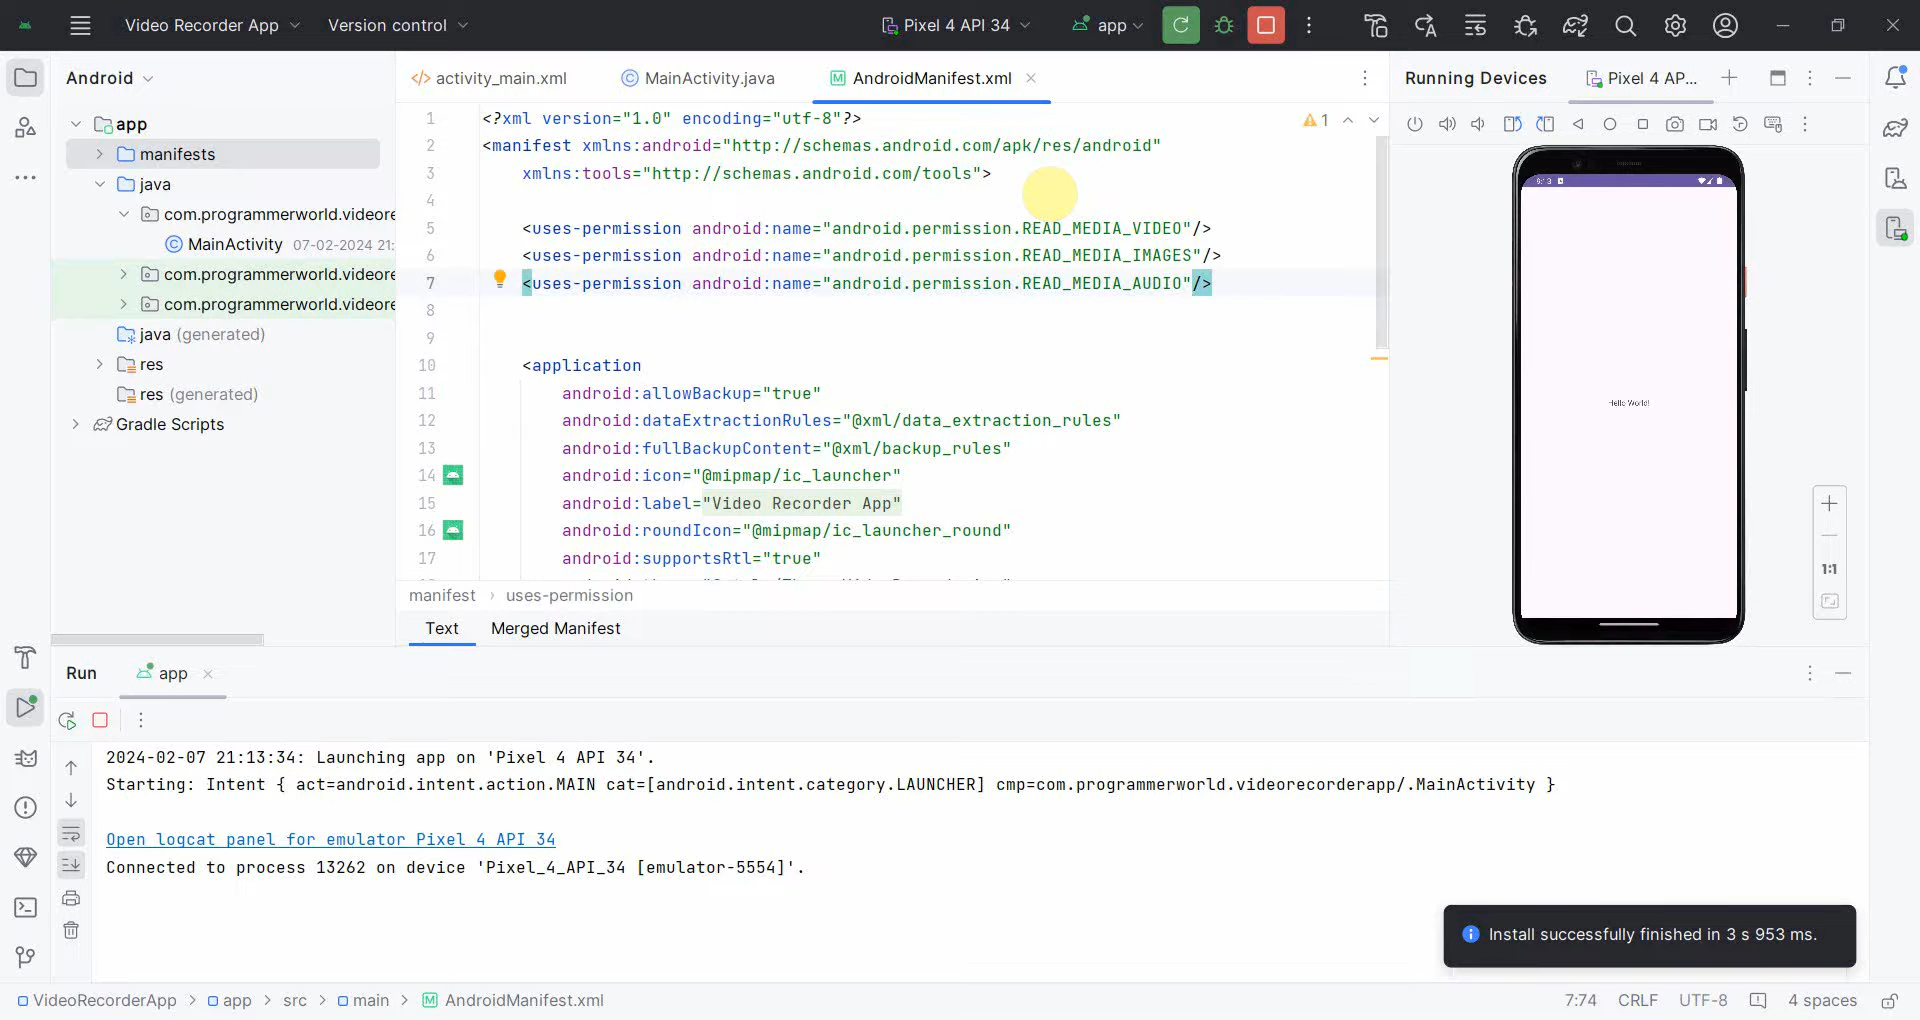 Video Recorder App
Version control
Pixel 4 API 34
app
Android
activity_main.xml
MainActivity.java
AndroidManifest.xml
Running Devices
Pixel 4 AP...
app
manifests
java
com.programmerworld.videore
MainActivity 07-02-2024 21:
com.programmerworld.videore
com.programmerworld.videore
java (generated)
res
res (generated)
Gradle Scripts
1 <?xml version="1.0" encoding="utf-8"?>
2 <manifest xmlns:android="http://schemas.android.com/apk/res/android"
3 xmlns:tools="http://schemas.android.com/tools">
4
5 <uses-permission android:name="android.permission.READ_MEDIA_VIDEO"/>
6 <uses-permission android:name="android.permission.READ_MEDIA_IMAGES"/>
7 <uses-permission android:name="android.permission.READ_MEDIA_AUDIO"/>
8
9
10 <application
11 android:allowBackup="true"
12 android:dataExtractionRules="@xml/data_extraction_rules"
13 android:fullBackupContent="@xml/backup_rules"
14 android:icon="@mipmap/ic_launcher"
15 android:label="Video Recorder App"
16 android:roundIcon="@mipmap/ic_launcher_round"
17 android:supportsRtl="true"
1
manifest › uses-permission
Text
Merged Manifest
Hello World!
1:1
Run
app
2024-02-07 21:13:34: Launching app on 'Pixel 4 API 34'.
Starting: Intent { act=android.intent.action.MAIN cat=[android.intent.category.LAUNCHER] cmp=com.programmerworld.videorecorderapp/.MainActivity }
Open logcat panel for emulator Pixel 4 API 34
Connected to process 13262 on device 'Pixel_4_API_34 [emulator-5554]'.
Install successfully finished in 3 s 953 ms.
VideoRecorderApp > app > src > main > AndroidManifest.xml
7:74
CRLF
UTF-8
4 spaces